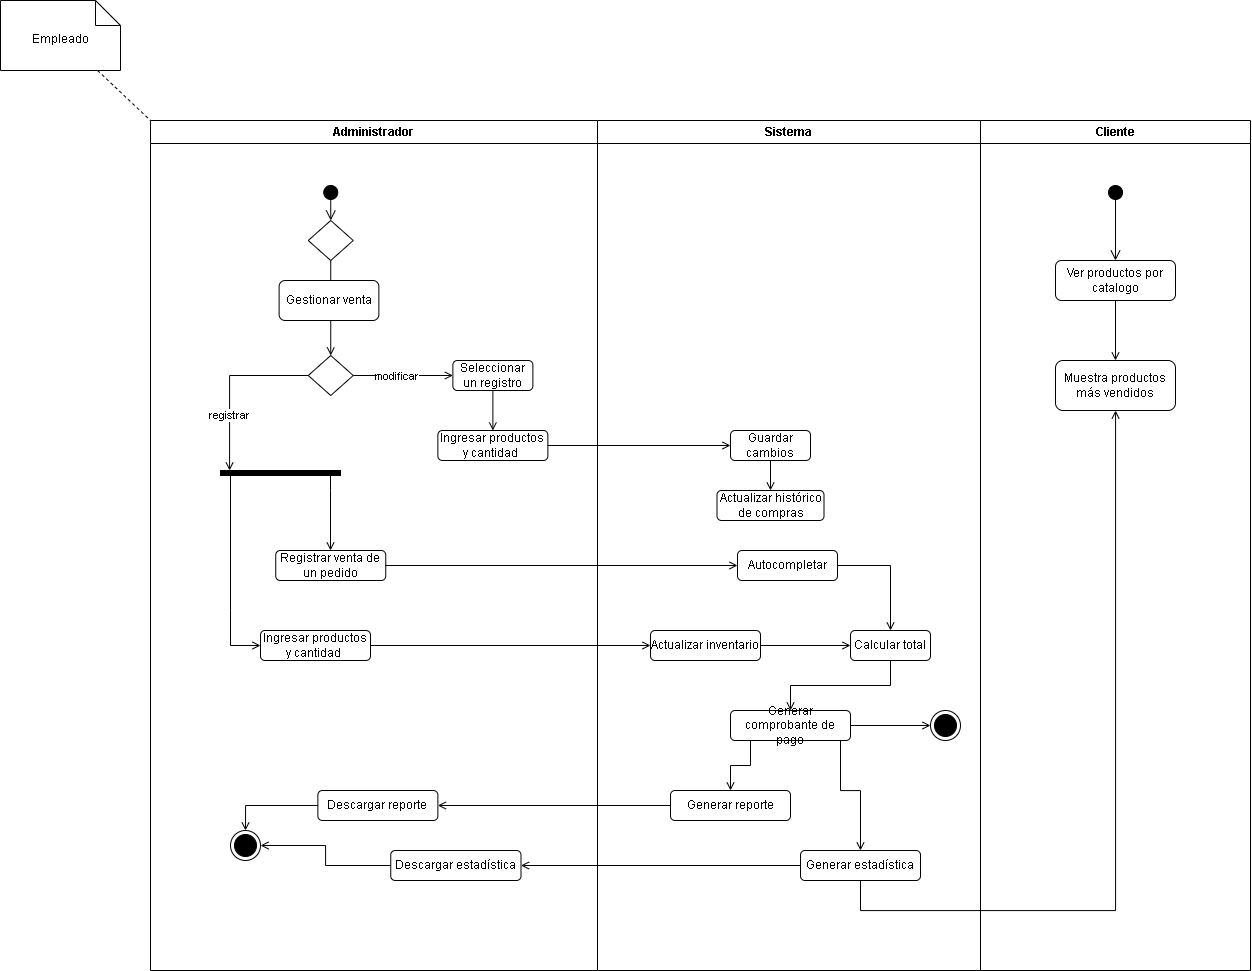 Empleado
Administrador
Sistema
Cliente
Gestionar venta
Ver productos por
catalogo
modificar
Seleccionar
un registro
Muestra productos
más vendidos
registrar
Ingresar productos
y cantidad
Guardar
cambios
Actualizar histórico
de compras
Registrar venta de
un pedido
Autocompletar
Ingresar productos
y cantidad
Actualizar inventario
Calcular total
Generar
comprobante de
pago
Descargar reporte
Generar reporte
Descargar estadística
Generar estadística